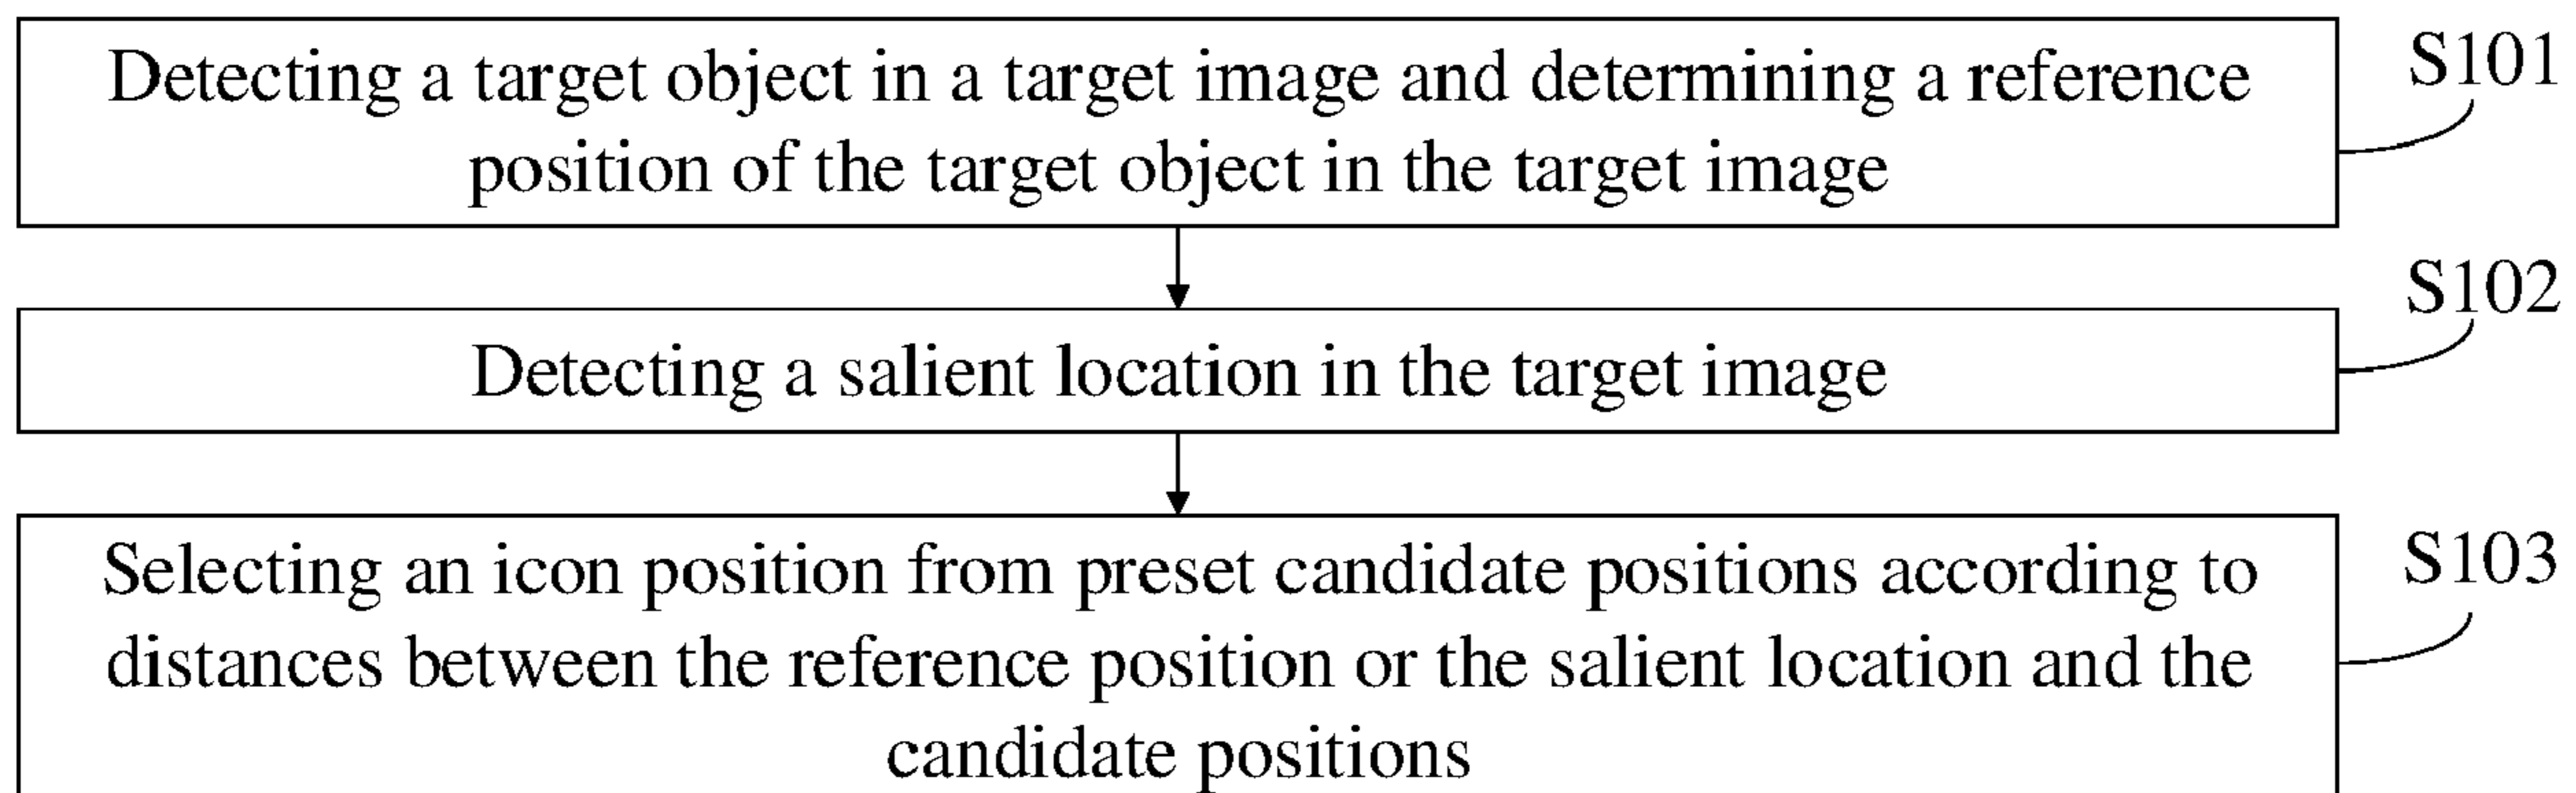 Detecting a target object in a target image and determining a reference
position of the target object in the target image
S101
Detecting a salient location in the target image
S102
Selecting an icon position from preset candidate positions according to
distances between the reference position or the salient location and the
candidate positions
S103